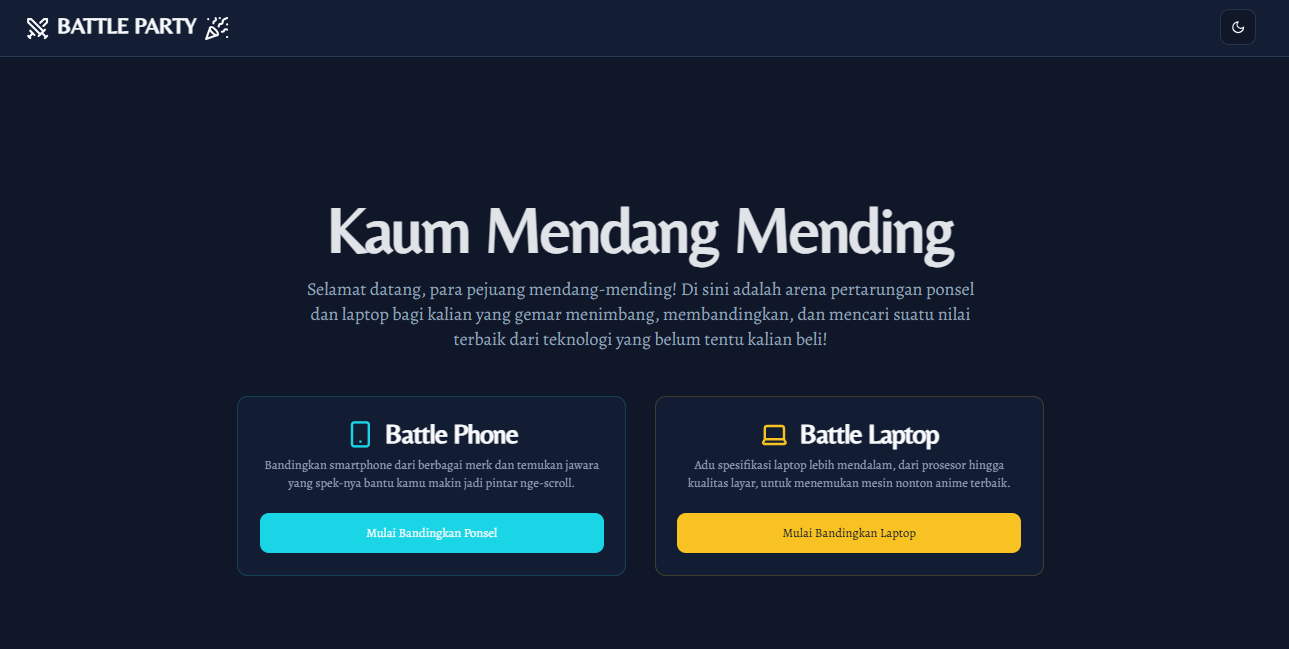 BATTLE PARTY
Kaum Mendang Mending
Selamat datang, para pejuang mendang-mending! Di sini adalah arena pertarungan ponsel
dan laptop bagi kalian yang gemar menimbang, membandingkan, dan mencari suatu nilai
terbaik dari teknologi yang belum tentu kalian beli!
Battle Phone
Bandingkan smartphone dari berbagai merk dan temukan jawara
yang spek-nya bantu kamu makin jadi pintar nge-scroll.
Mulai Bandingkan Ponsel
Battle Laptop
Adu spesifikasi laptop lebih mendalam, dari prosesor hingga
kualitas layar, untuk menemukan mesin nonton anime terbaik.
Mulai Bandingkan Laptop